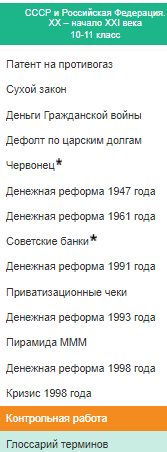 СССР и Российская Федерация.
XX – начало XXI века
10-11 класс
Патент на противогаз
Сухой закон
Деньги Гражданской войны
Дефолт по царским долгам
Червонец*
Денежная реформа 1947 года
Денежная реформа 1961 года
Советские банки*
Денежная реформа 1991 года
Приватизационные чеки
Денежная реформа 1993 года
Пирамида МММ
Денежная реформа 1998 года
Кризис 1998 года
Контрольная работа
Глоссарий терминов